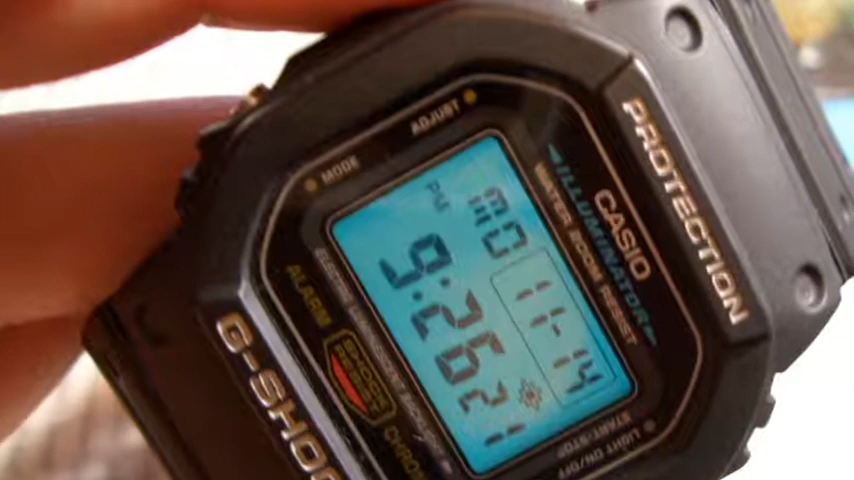 PROTECTION
CASIO
ILLUMINATOR
WATER 200M RESIST
ADJUST
MODE
START·STOP
LIGHT ON/OFF
PM MO 11-14
9:26 21
ALARM
SHOCK
RESIST
G-SHOCK